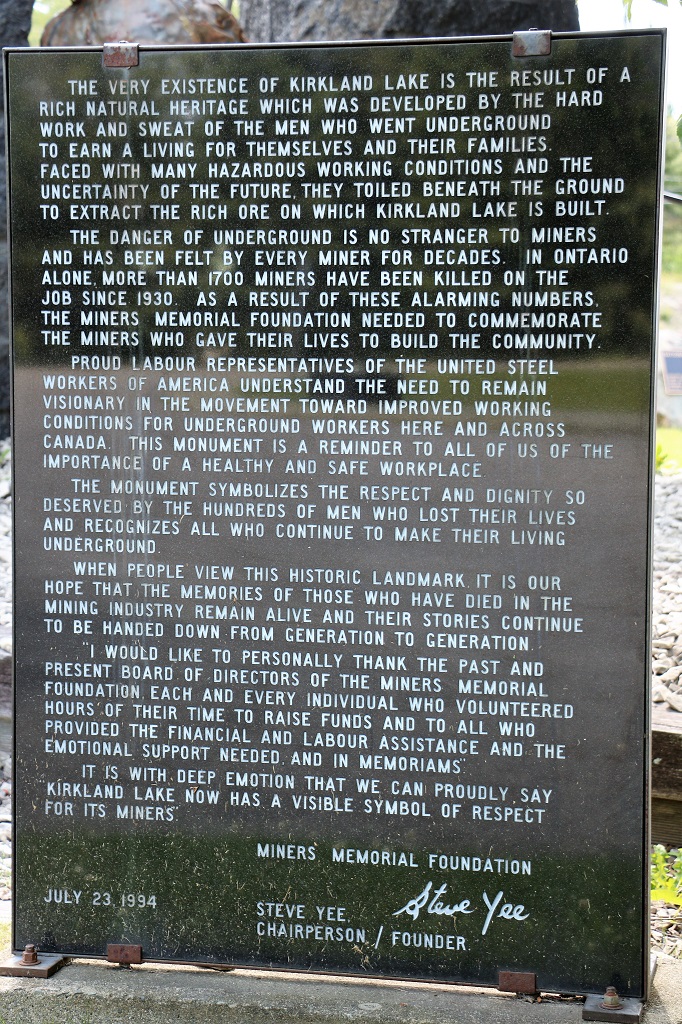 THE VERY EXISTENCE OF KIRKLAND LAKE IS THE RESULT OF A
RICH NATURAL HERITAGE WHICH WAS DEVELOPED BY THE HARD
WORK AND SWEAT OF THE MEN WHO WENT UNDERGROUND
TO EARN A LIVING FOR THEMSELVES AND THEIR FAMILIES.
FACED WITH MANY HAZARDOUS WORKING CONDITIONS AND THE
UNCERTAINTY OF THE FUTURE, THEY TOILED BENEATH THE GROUND
TO EXTRACT THE RICH ORE ON WHICH KIRKLAND LAKE IS BUILT.
THE DANGER OF UNDERGROUND IS NO STRANGER TO MINERS
AND HAS BEEN FELT BY EVERY MINER FOR DECADES. IN ONTARIO
ALONE, MORE THAN 1700 MINERS HAVE BEEN KILLED ON THE
JOB SINCE 1930. AS A RESULT OF THESE ALARMING NUMBERS,
THE MINERS' MEMORIAL FOUNDATION NEEDED TO COMMEMORATE
THE MINERS WHO GAVE THEIR LIVES TO BUILD THE COMMUNITY.
PROUD LABOUR REPRESENTATIVES OF THE UNITED STEEL
WORKERS OF AMERICA UNDERSTAND THE NEED TO REMAIN
VISIONARY IN THE MOVEMENT TOWARD IMPROVED WORKING
CONDITIONS FOR UNDERGROUND WORKERS HERE AND ACROSS
CANADA. THIS MONUMENT IS A REMINDER TO ALL OF US OF THE
IMPORTANCE OF A HEALTHY AND SAFE WORKPLACE
THE MONUMENT SYMBOLIZES THE RESPECT AND DIGNITY SO
DESERVED BY THE HUNDREDS OF MEN WHO LOST THEIR LIVES
AND RECOGNIZES ALL WHO CONTINUE TO MAKE THEIR LIVING
UNDERGROUND.
WHEN PEOPLE VIEW THIS HISTORIC LANDMARK, IT IS OUR
HOPE THAT THE MEMORIES OF THOSE WHO HAVE DIED IN THE
MINING INDUSTRY REMAIN ALIVE AND THEIR STORIES CONTINUE
TO BE HANDED DOWN FROM GENERATION TO GENERATION.
"I WOULD LIKE TO PERSONALLY THANK THE PAST AND
PRESENT BOARD OF DIRECTORS OF THE MINERS' MEMORIAL
FOUNDATION, EACH AND EVERY INDIVIDUAL WHO VOLUNTEERED
HOURS OF THEIR TIME TO RAISE FUNDS AND TO ALL WHO
PROVIDED THE FINANCIAL AND LABOUR ASSISTANCE AND THE
EMOTIONAL SUPPORT NEEDED, AND IN MEMORIAMS"
IT IS WITH DEEP EMOTION THAT WE CAN PROUDLY SAY
KIRKLAND LAKE NOW HAS A VISIBLE SYMBOL OF RESPECT
FOR ITS MINERS"
MINERS' MEMORIAL FOUNDATION
JULY 23, 1994
Steve Yee
STEVE YEE,
CHAIRPERSON / FOUNDER